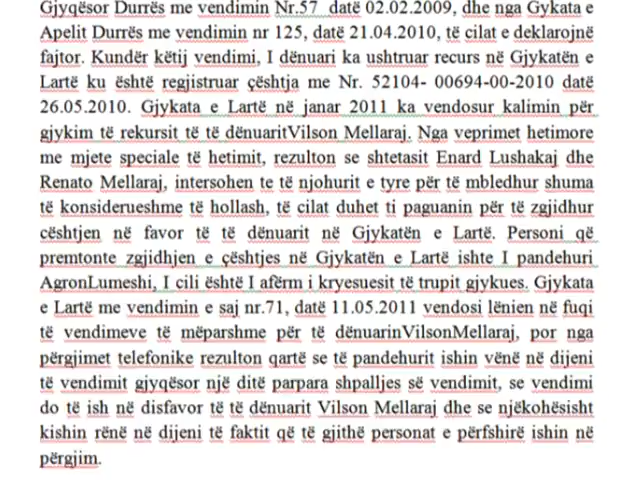 Gjyqësor Durrës me vendimin Nr.57 datë 02.02.2009, dhe nga Gykata e
Apelit Durrës me vendimin nr 125, datë 21.04.2010, të cilat e deklarojnë
fajtor. Kundër këtij vendimi, I dënuari ka ushtruar recurs në Gjykatën e
Lartë ku është regjistruar çështja me Nr. 52104- 00694-00-2010 datë
26.05.2010. Gjykata e Lartë në janar 2011 ka vendosur kalimin për
gjykim të rekursit të të dënuaritVilson Mellaraj. Nga veprimet hetimore
me mjete speciale të hetimit, rezulton se shtetasit Enard Lushakaj dhe
Renato Mellaraj, intersohen te të njohurit e tyre për të mbledhur shuma
të konsiderueshme të hollash, të cilat duhet ti paguanin për të zgjidhur
cështjen në favor të të dënuarit në Gjykatën e Lartë. Personi që
premtonte zgjidhjen e çështjes në Gjykatën e Lartë ishte I pandehuri
AgronLumeshi, I cili është I afërm i kryesuesit të trupit gjykues. Gjykata
e Lartë me vendimin e saj nr.71, datë 11.05.2011 vendosi lënien në fuqi
të vendimeve të mëparshme për të dënuarinVilsonMellaraj, por nga
përgjimet telefonike rezulton qartë se të pandehurit ishin vënë në dijeni
të vendimit gjyqësor një ditë parpara shpalljes së vendimit, se vendimi
do të ish në disfavor të të dënuarit Vilson Mellaraj dhe se njëkohësisht
kishin rënë në dijeni të faktit që të gjithë personat e përfshirë ishin në
përgjim.